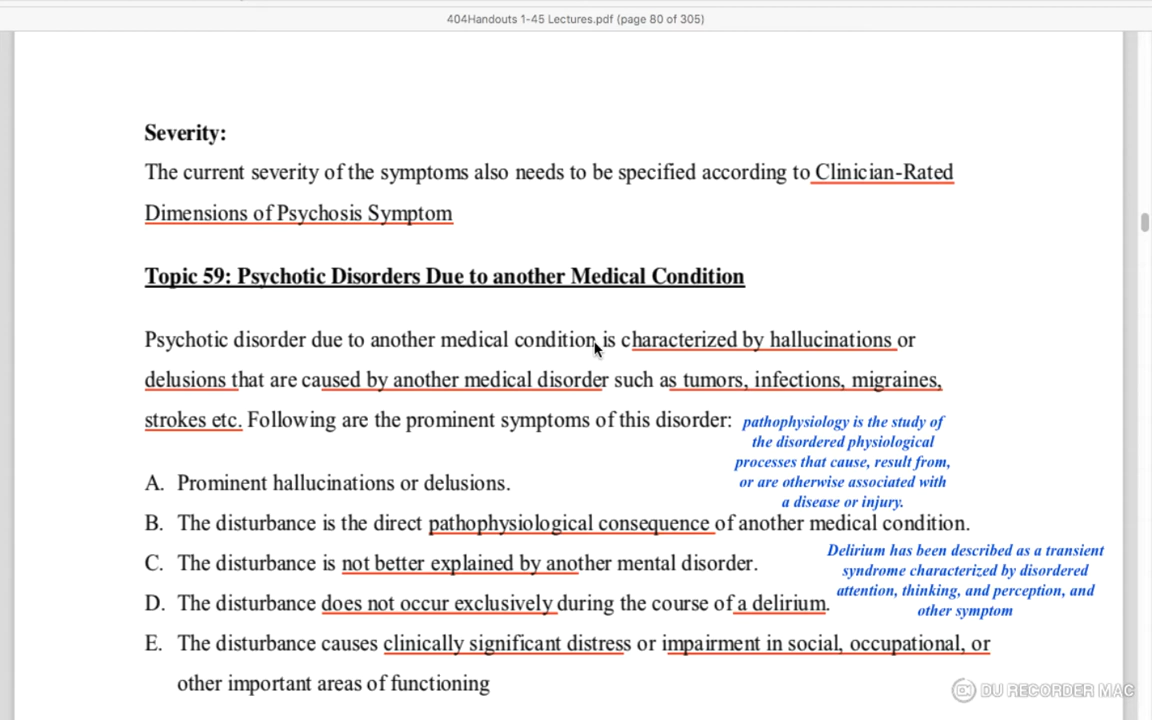 404Handouts 1-45 Lectures.pdf (page 80 of 305)
Severity:
The current severity of the symptoms also needs to be specified according to Clinician-Rated
Dimensions of Psychosis Symptom
Topic 59: Psychotic Disorders Due to another Medical Condition
Psychotic disorder due to another medical condition is characterized by hallucinations or
delusions that are caused by another medical disorder such as tumors, infections, migraines,
strokes etc. Following are the prominent symptoms of this disorder:
pathophysiology is the study of
the disordered physiological
processes that cause, result from,
or are otherwise associated with
a disease or injury.
A. Prominent hallucinations or delusions.
B. The disturbance is the direct pathophysiological consequence of another medical condition.
C. The disturbance is not better explained by another mental disorder.
Delirium has been described as a transient
syndrome characterized by disordered
attention, thinking, and perception, and
other symptom
D. The disturbance does not occur exclusively during the course of a delirium.
E. The disturbance causes clinically significant distress or impairment in social, occupational, or
other important areas of functioning
DU RECORDER MAC